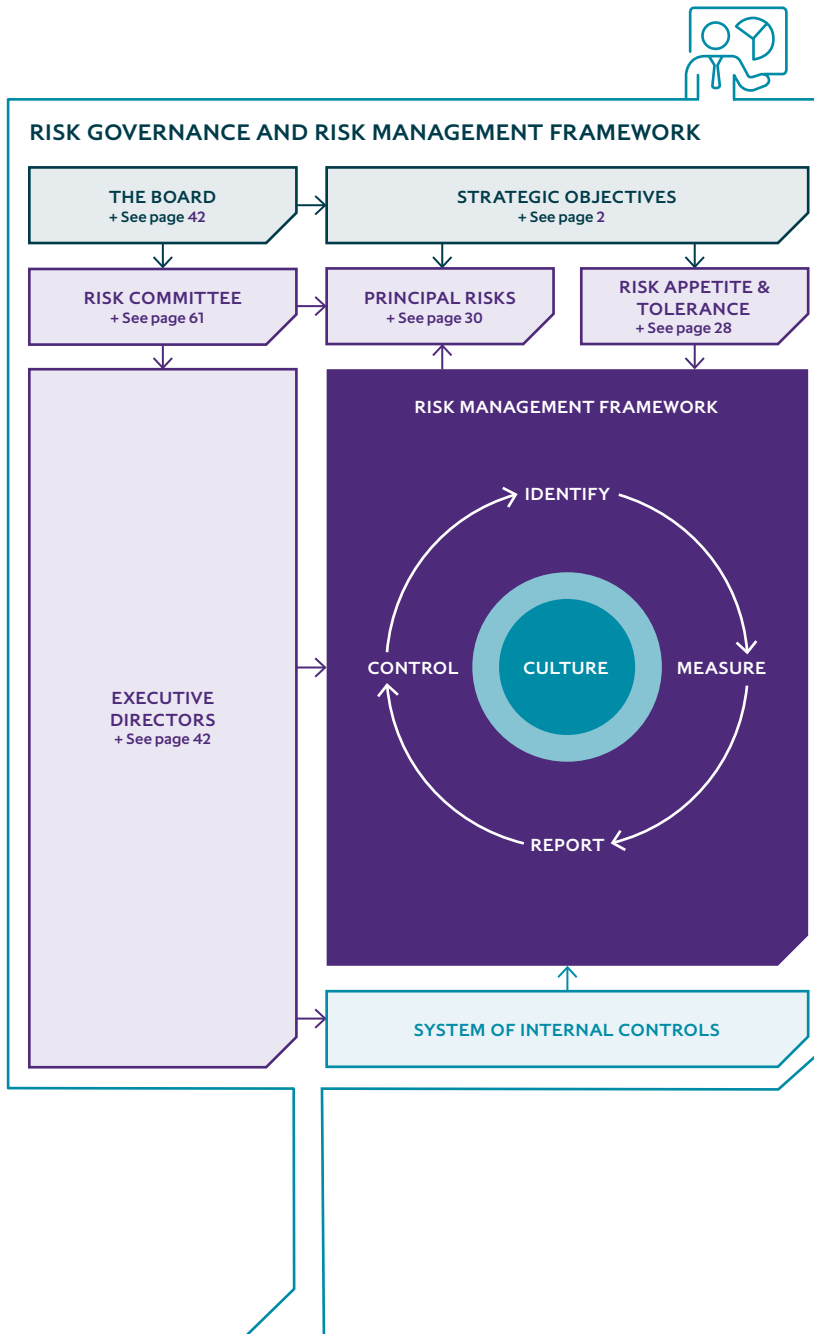 RISK GOVERNANCE AND RISK MANAGEMENT FRAMEWORK
THE BOARD
+ See page 42
STRATEGIC OBJECTIVES
+ See page 2
RISK COMMITTEE
+ See page 61
PRINCIPAL RISKS
+ See page 30
RISK APPETITE &
TOLERANCE
+ See page 28
EXECUTIVE
DIRECTORS
+ See page 42
RISK MANAGEMENT FRAMEWORK
IDENTIFY
CONTROL
CULTURE
MEASURE
REPORT
SYSTEM OF INTERNAL CONTROLS